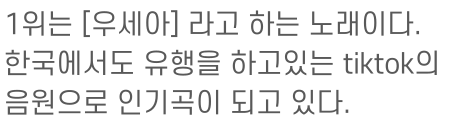 1위는 [우세아] 라고 하는 노래이다.
한국에서도 유행을 하고있는 tiktok의
음원으로 인기곡이 되고 있다.